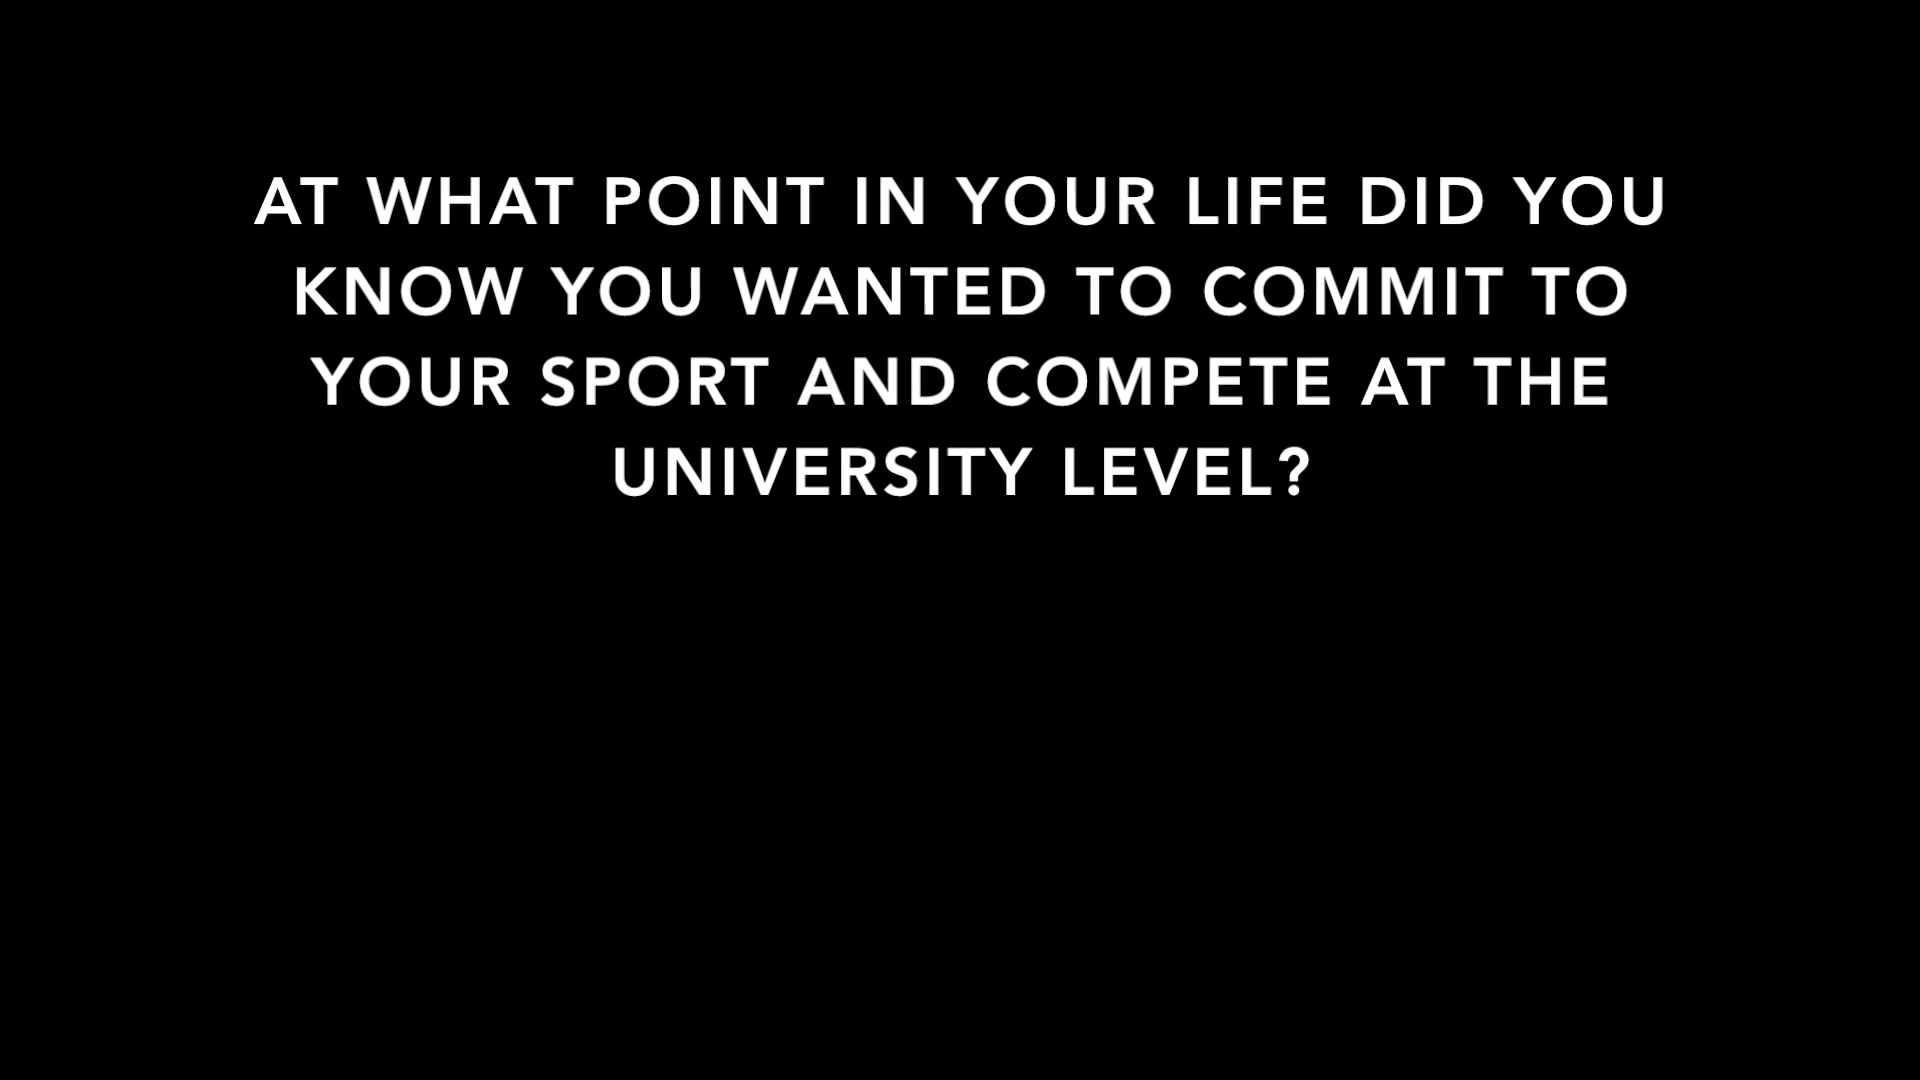 AT WHAT POINT IN YOUR LIFE DID YOU
KNOW YOU WANTED TO COMMIT TO
YOUR SPORT AND COMPETE AT THE
UNIVERSITY LEVEL?